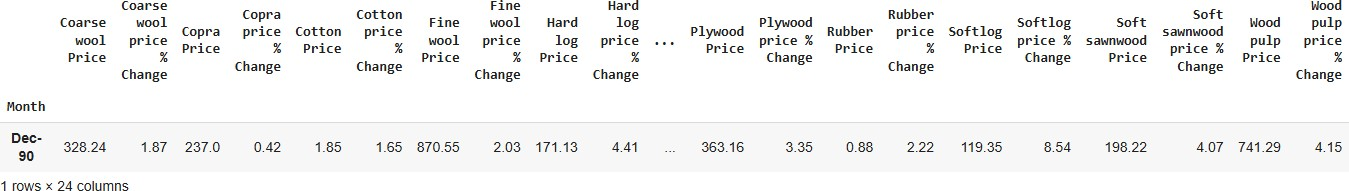 Coarse wool Price	Coarse wool price % Change	Copra Price	Copra price % Change	Cotton Price	Cotton price % Change	Fine wool Price	Fine wool price % Change	Hard log Price	Hard log price % Change	...	Plywood Price	Plywood price % Change	Rubber Price	Rubber price % Change	Softlog Price	Softlog price % Change	Soft sawnwood Price	Soft sawnwood price % Change	Wood pulp Price	Wood pulp price % Change
Month
Dec-90	328.24	1.87	237.0	0.42	1.85	1.65	870.55	2.03	171.13	4.41	...	363.16	3.35	0.88	2.22	119.35	8.54	198.22	4.07	741.29	4.15
1 rows × 24 columns